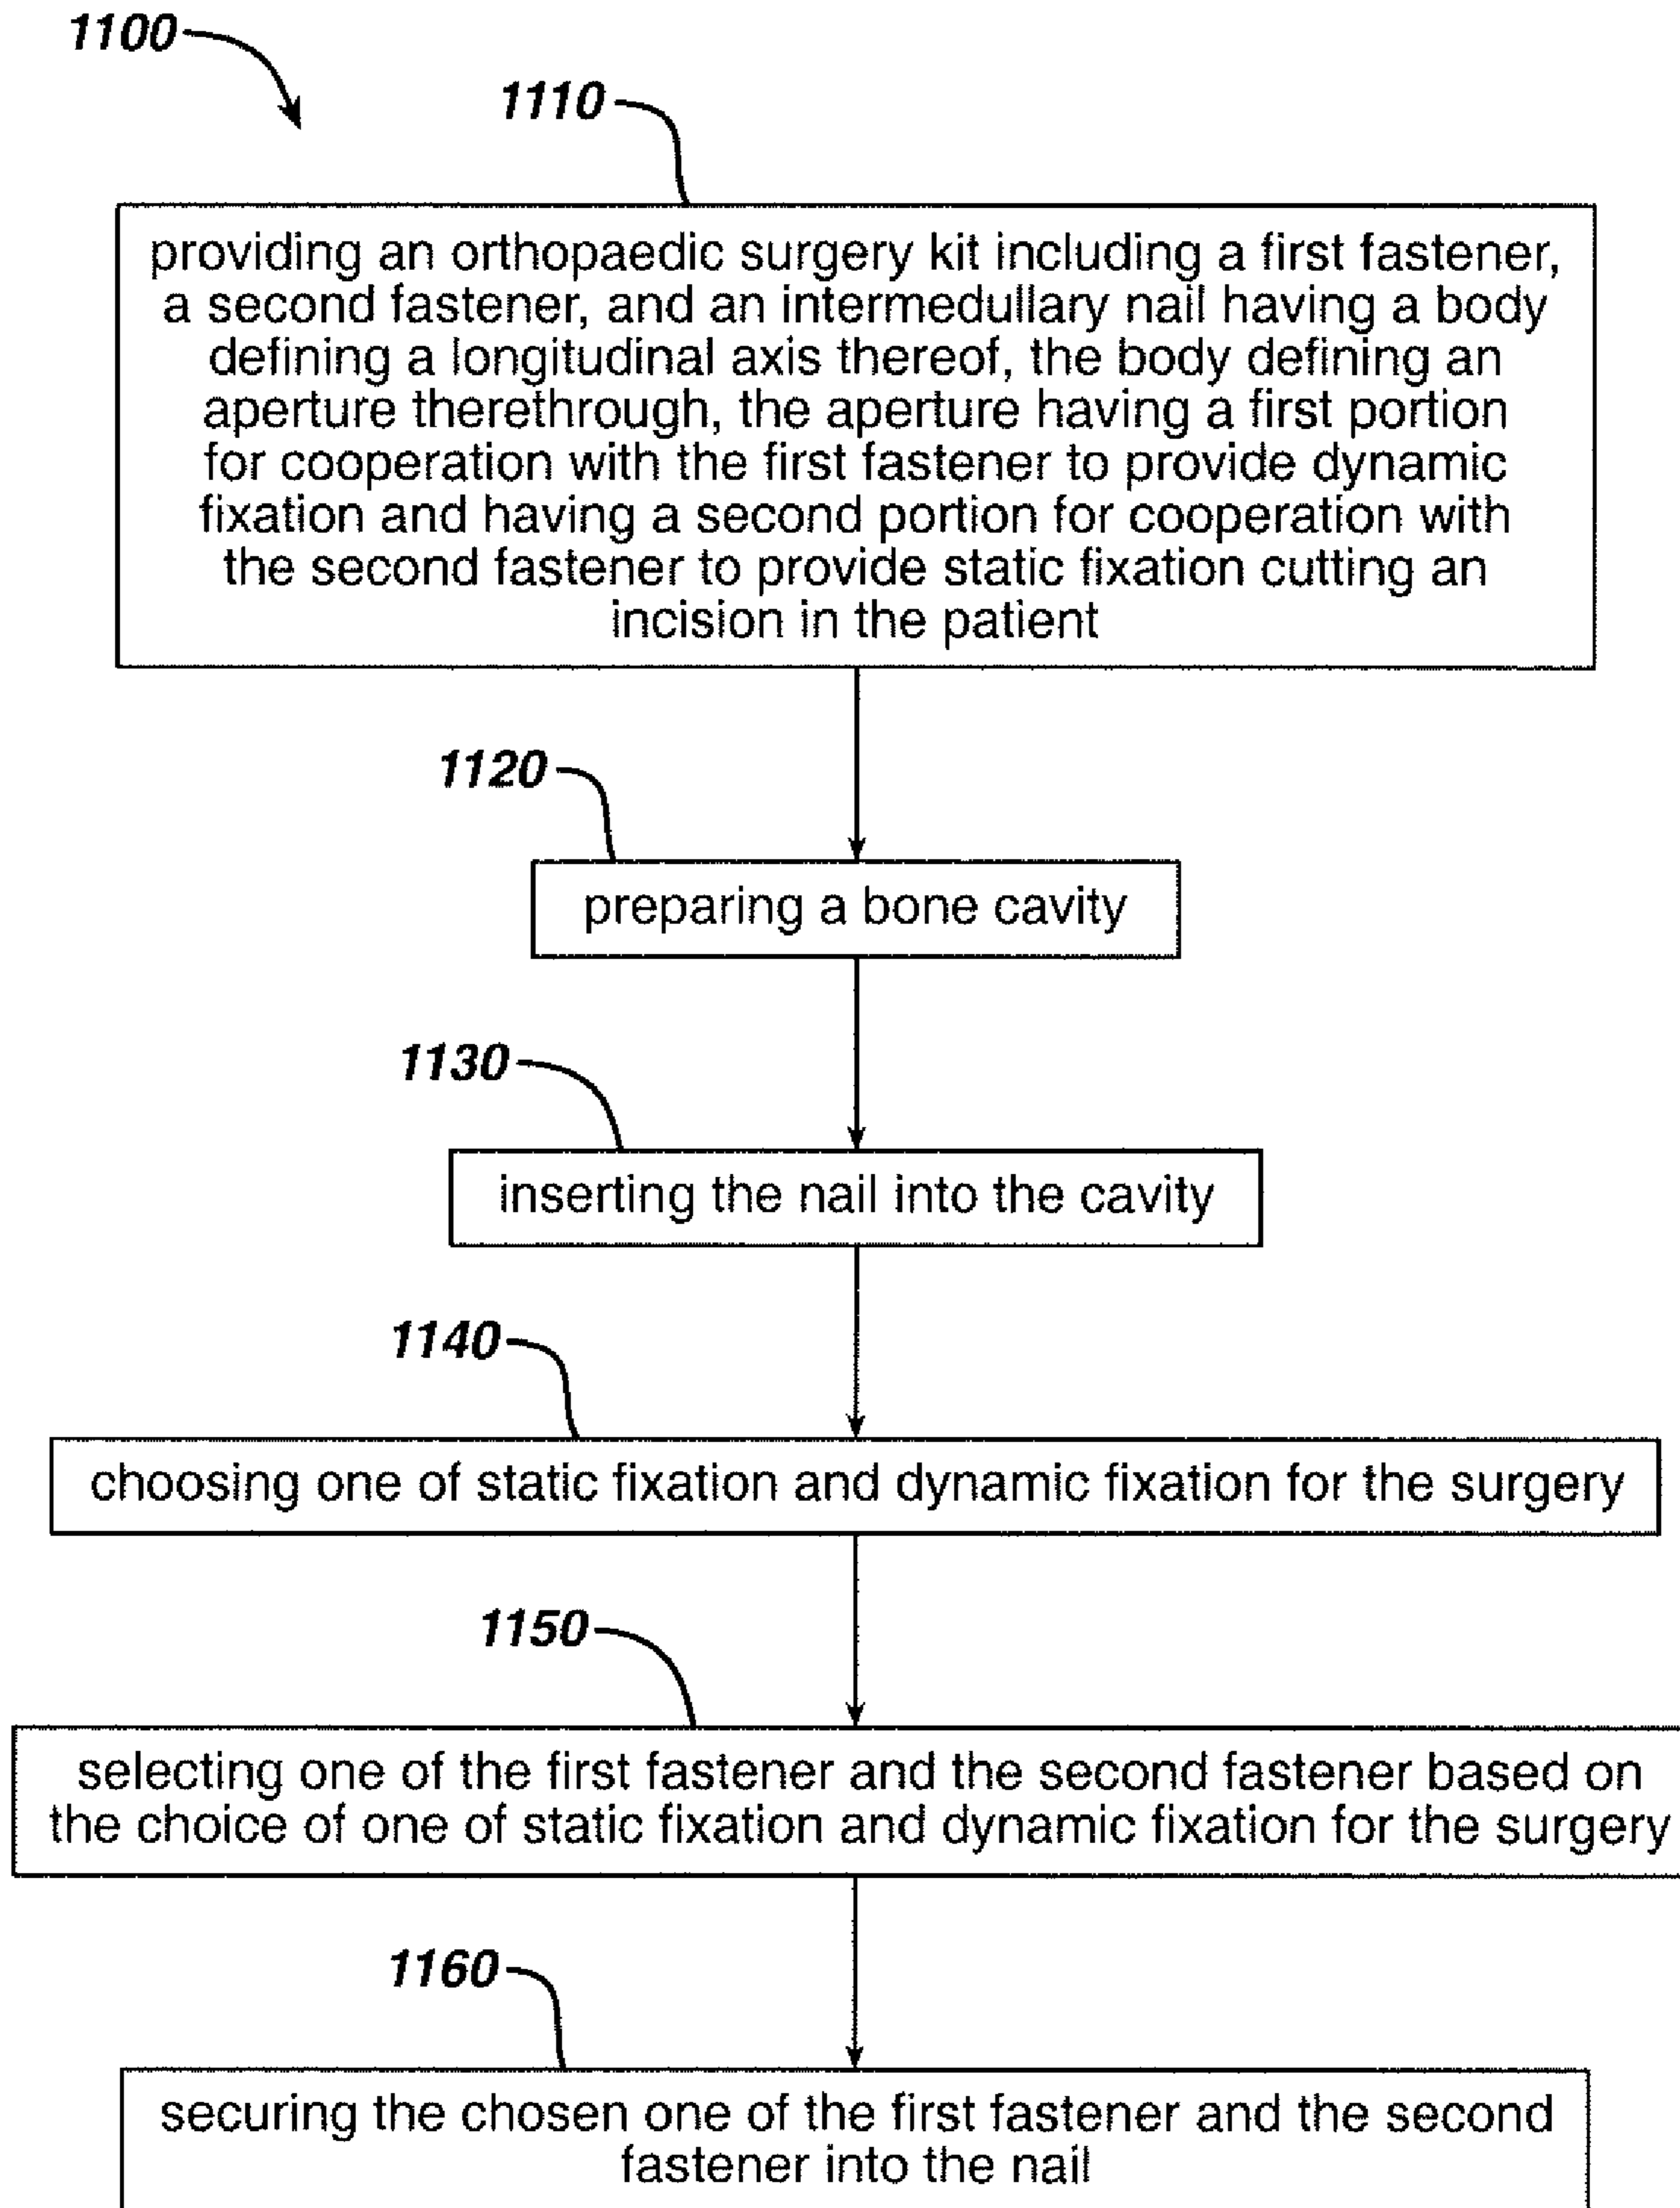 1100
1110
providing an orthopaedic surgery kit including a first fastener,
a second fastener, and an intermedullary nail having a body
defining a longitudinal axis thereof, the body defining an
aperture therethrough, the aperture having a first portion
for cooperation with the first fastener to provide dynamic
fixation and having a second portion for cooperation with
the second fastener to provide static fixation cutting an
incision in the patient
1120
preparing a bone cavity
1130
inserting the nail into the cavity
1140
choosing one of static fixation and dynamic fixation for the surgery
1150
selecting one of the first fastener and the second fastener based on
the choice of one of static fixation and dynamic fixation for the surgery
1160
securing the chosen one of the first fastener and the second
fastener into the nail